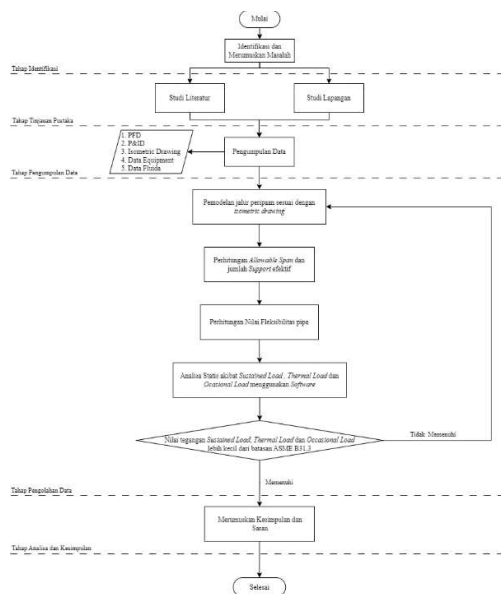 Mulai
Identifikasi dan
Merumuskan Masalah
Tahap Identifikasi
Studi Literatur
Studi Lapangan
Tahap Tinjauan Pustaka
1. PFD
2. P&ID
3. Isometric Drawing
4. Data Equipment
5. Data Fluida
Pengumpulan Data
Tahap Pengumpulan Data
Pemodelan jalur perpipaan sesuai dengan
isometric drawing
Perhitungan Allowable Span dan
jumlah Support efektif
Perhitungan Nilai Fleksibilitas pipa
Analisa Statis akibat Sustained Load, Thermal Load dan
Ocasional Load menggunakan Software
Nilai tegangan Sustained Load, Thermal Load dan Occasional Load
lebih kecil dari batasan ASME B31.3
Tidak Memenuhi
Memenuhi
Tahap Pengolahan Data
Merumuskan Kesimpulan dan
Saran
Tahap Analisa dan Kesimpulan
Selesai